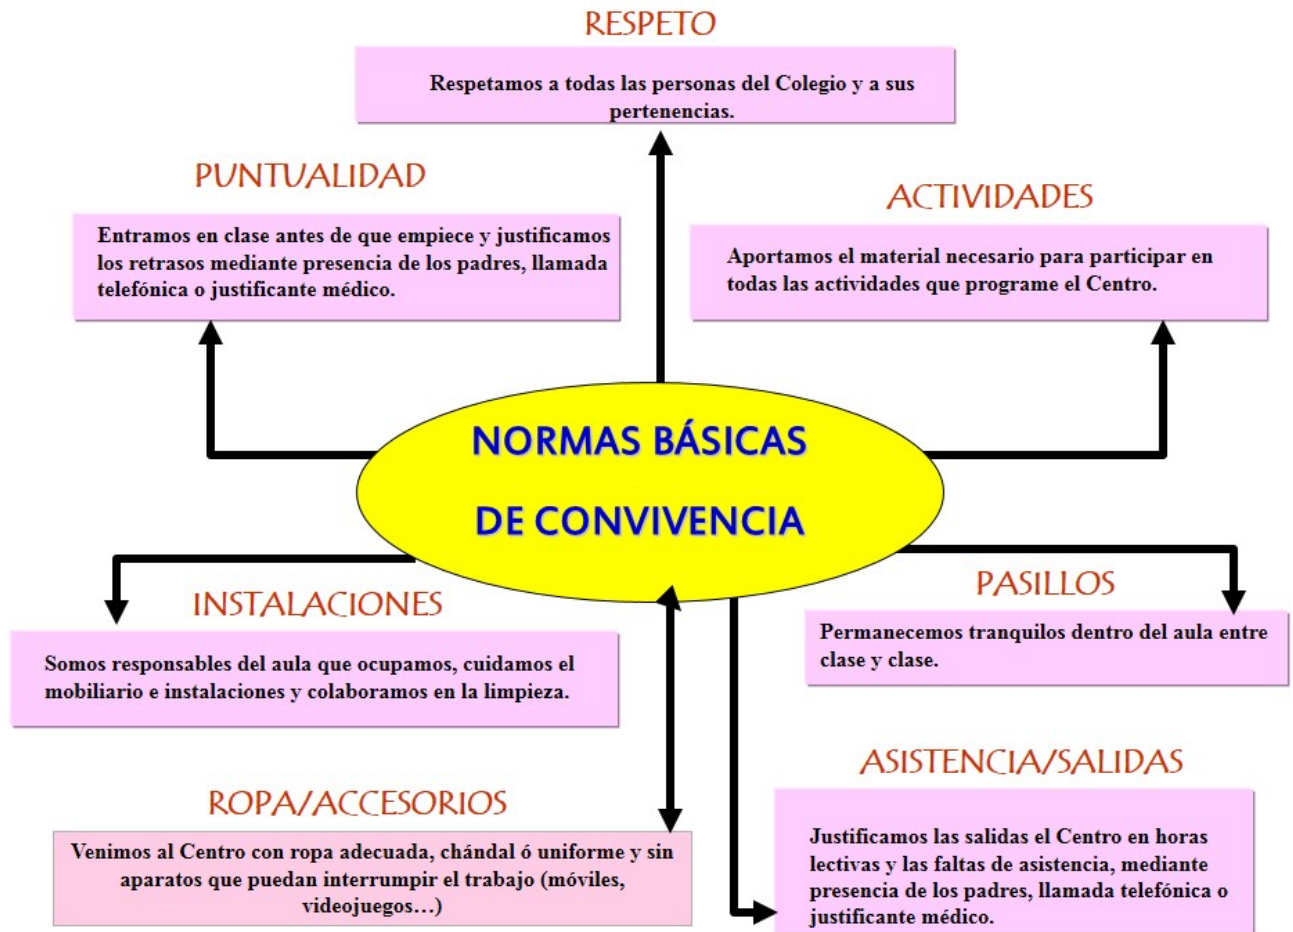 RESPETO
Respetamos a todas las personas del Colegio y a sus
pertenencias.
PUNTUALIDAD
Entramos en clase antes de que empiece y justificamos
los retrasos mediante presencia de los padres, llamada
telefónica o justificante médico.
ACTIVIDADES
Aportamos el material necesario para participar en
todas las actividades que programe el Centro.
NORMAS BÁSICAS
DE CONVIVENCIA
INSTALACIONES
Somos responsables del aula que ocupamos, cuidamos el
mobiliario e instalaciones y colaboramos en la limpieza.
PASILLOS
Permanecemos tranquilos dentro del aula entre
clase y clase.
ROPA/ACCESORIOS
Venimos al Centro con ropa adecuada, chándal ó uniforme y sin
aparatos que puedan interrumpir el trabajo (móviles,
videojuegos…)
ASISTENCIA/SALIDAS
Justificamos las salidas el Centro en horas
lectivas y las faltas de asistencia, mediante
presencia de los padres, llamada telefónica o
justificante médico.